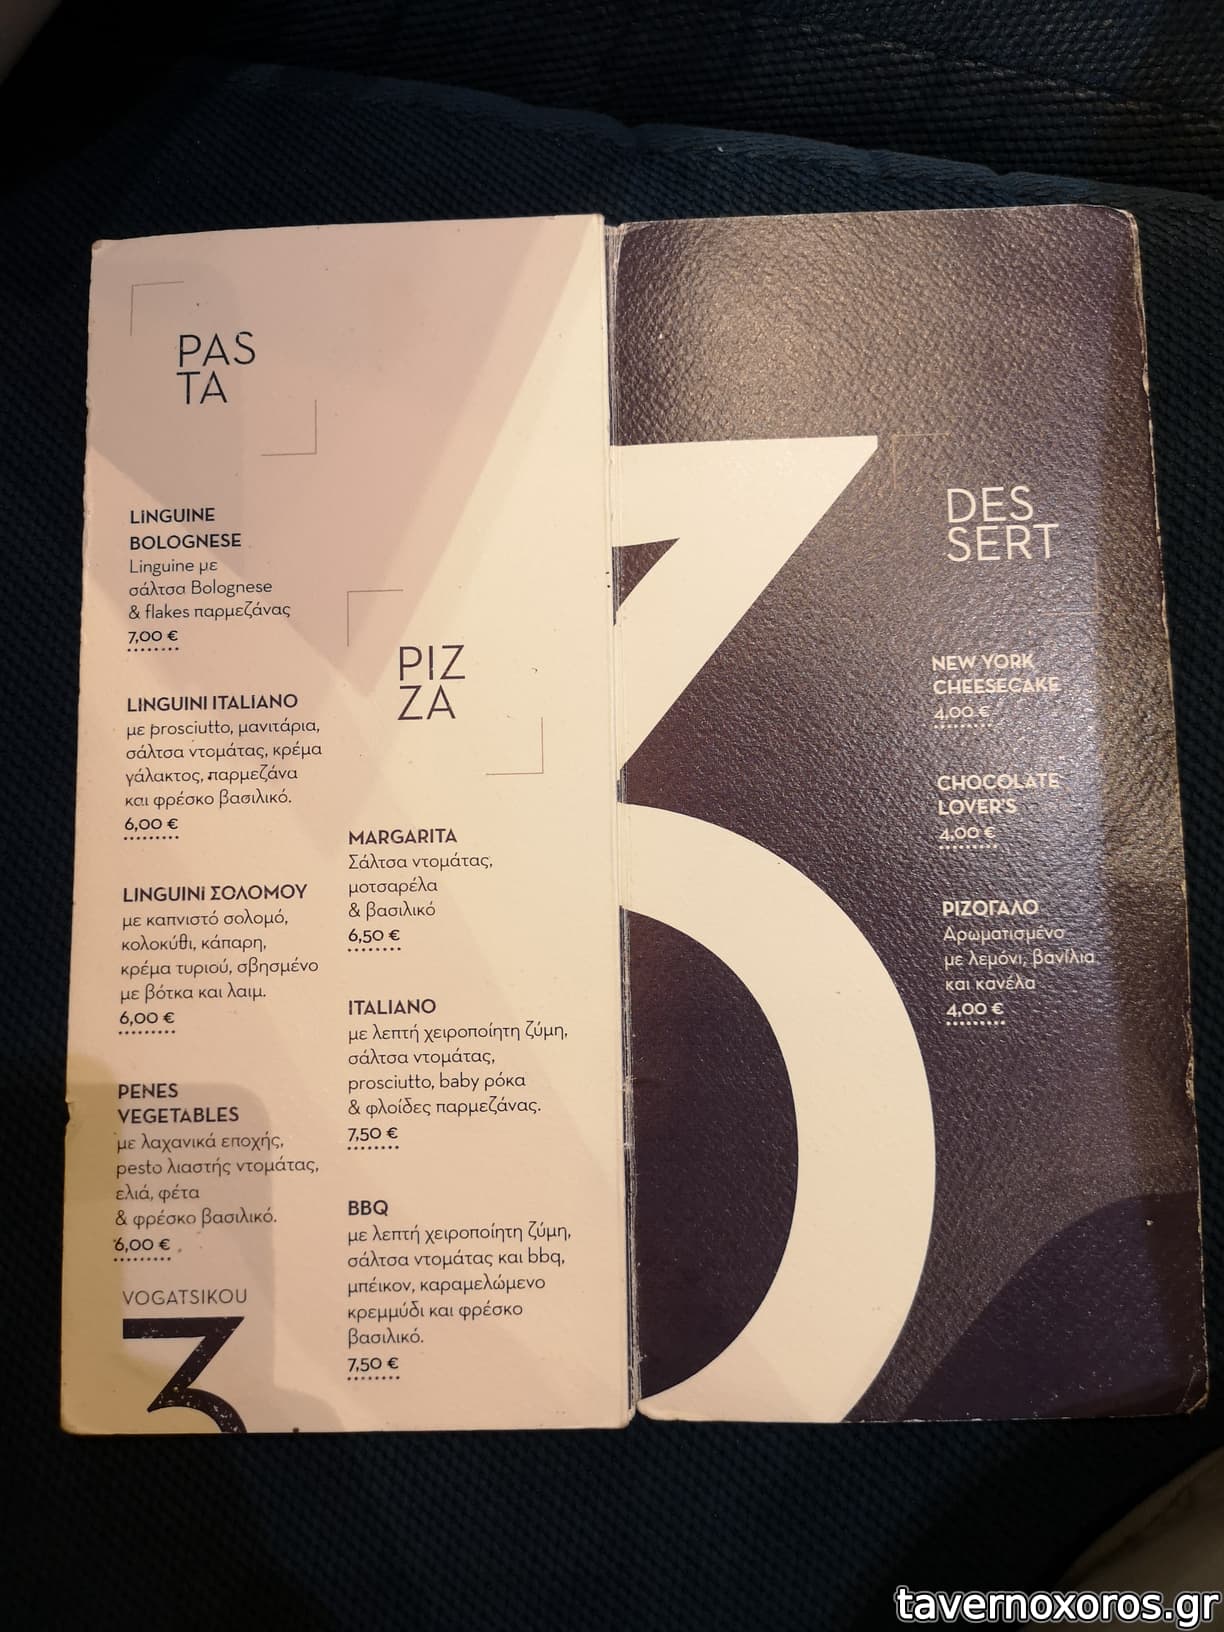 PAS
TA
LINGUINE
BOLOGNESE
Linguine με
σάλτσα Bolognese
& flakes παρμεζάνας
7,00 €
LINGUINI ITALIANO
με prosciutto, μανιτάρια,
σάλτσα ντομάτας, κρέμα
γάλακτος, παρμεζάνα
και φρέσκο βασιλικό.
6,00 €
LINGUINI ΣΟΛΟΜΟΥ
με καπνιστό σολομό,
κολοκύθι, κάπαρη,
κρέμα τυριού, σβησμένο
με βότκα και λαιμ.
6,00 €
PENES
VEGETABLES
με λαχανικά εποχής,
pesto λιαστής ντομάτας,
ελιά, φέτα
& φρέσκο βασιλικό.
6,00 €
VOGATSIKOU
3
PIZ
ZA
MARGARITA
Σάλτσα ντομάτας,
μοτσαρέλα
& βασιλικό
6,50 €
ITALIANO
με λεπτή χειροποίητη ζύμη,
σάλτσα ντομάτας,
prosciutto, baby ρόκα
& φλοίδες παρμεζάνας.
7,50 €
BBQ
με λεπτή χειροποίητη ζύμη,
σάλτσα ντομάτας και bbq,
μπέικον, καραμελώμενο
κρεμμύδι και φρέσκο
βασιλικό.
7,50 €
3
DES
SERT
NEW YORK
CHEESECAKE
4,00 €
CHOCOLATE
LOVER'S
4,00 €
ΡΙΖΟΓΑΛΟ
Αρωματισμένο
με λεμόνι, βανίλια
και κανέλα
4,00 €
tavernoxoros.gr